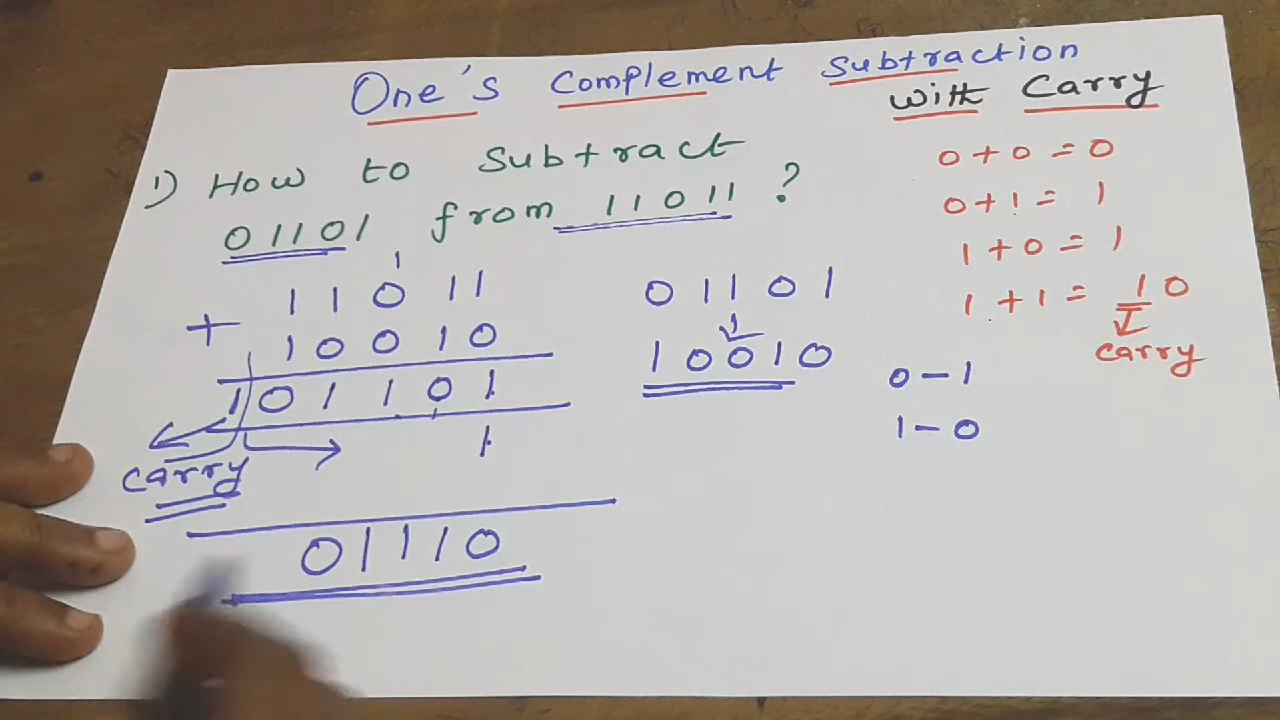 One's Complement Subtraction
With Carry
1) How to Subtract
01101 from 11011 ?
1
11011
+ 10010
101101
carry
1
01110
01101
10010
0+0=0
0+1=1
1+0=1
1+1=10
carry
0-1
1-0